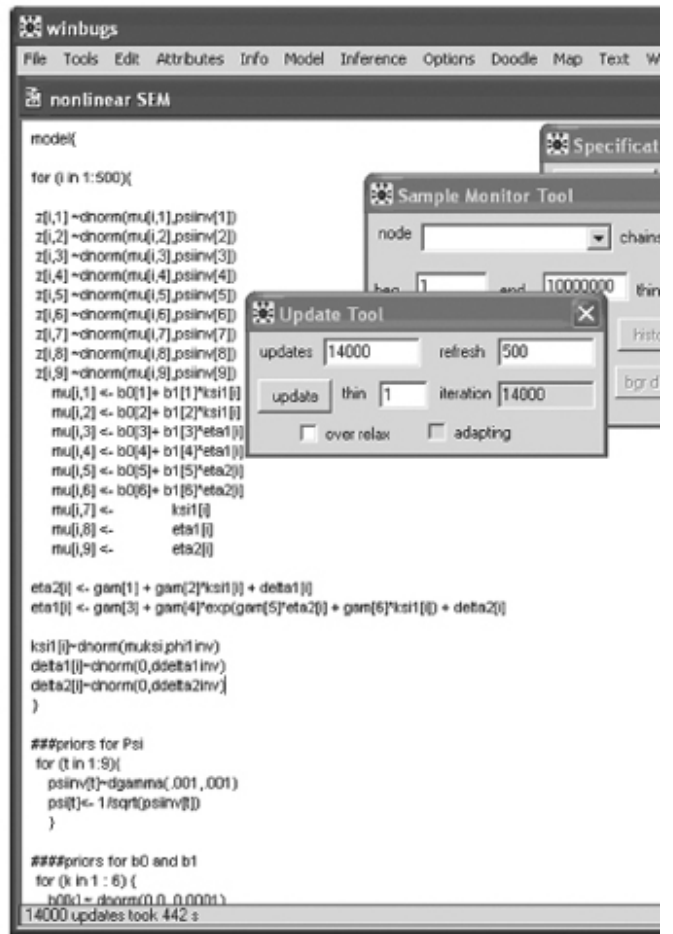 winbugs
File Tools Edit Attributes Info Model Inference Options Doodle Map Text W
nonlinear SEM
model{
for (i in 1:500){
z[i,1] ~dnorm(mu[i,1],psiinv[1])
z[i,2] ~dnorm(mu[i,2],psiinv[2])
z[i,3] ~dnorm(mu[i,3],psiinv[3])
z[i,4] ~dnorm(mu[i,4],psiinv[4])
z[i,5] ~dnorm(mu[i,5],psiinv[5])
z[i,6] ~dnorm(mu[i,6],psiinv[6])
z[i,7] ~dnorm(mu[i,7],psiinv[7])
z[i,8] ~dnorm(mu[i,8],psiinv[8])
z[i,9] ~dnorm(mu[i,9],psiinv[9])
mu[i,1] <- b0[1]+ b1[1]*ksi1[i]
mu[i,2] <- b0[2]+ b1[2]*ksi1[i]
mu[i,3] <- b0[3]+ b1[3]*eta1[i]
mu[i,4] <- b0[4]+ b1[4]*eta1[i]
mu[i,5] <- b0[5]+ b1[5]*eta2[i]
mu[i,6] <- b0[6]+ b1[6]*eta2[i]
mu[i,7] <- ksi1[i]
mu[i,8] <- eta1[i]
mu[i,9] <- eta2[i]
eta2[i] <- gam[1] + gam[2]*ksi1[i] + delta1[i]
eta1[i] <- gam[3] + gam[4]*exp(gam[5]*eta2[i] + gam[6]*ksi1[i]) + delta2[i]
ksi1[i]~dnorm(muksi,phi1inv)
delta1[i]~dnorm(0,ddelta1inv)
delta2[i]~dnorm(0,ddelta2inv)
}
###priors for Psi
for (t in 1:9){
psiinv[t]~dgamma(.001,.001)
psi[t]<- 1/sqrt(psiinv[t])
}
####priors for b0 and b1
for (k in 1 : 6) {
b0[k] ~ dnorm(0.0, 0.0001)
14000 updates took 442 s
Specificat
Sample Monitor Tool
node chains
beg 1 end 10000000 thin
histo
bgr d
Update Tool
updates 14000 refresh 500
update thin 1 iteration 14000
over relax adapting